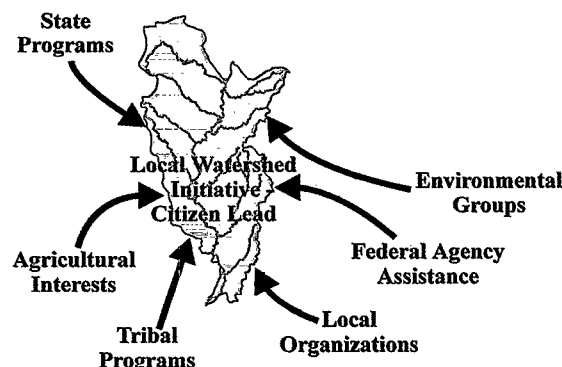 State
Programs
Local Watershed
Initiative -
Citizen Lead
Environmental
Groups
Federal Agency
Assistance
Agricultural
Interests
Local
Organizations
Tribal
Programs